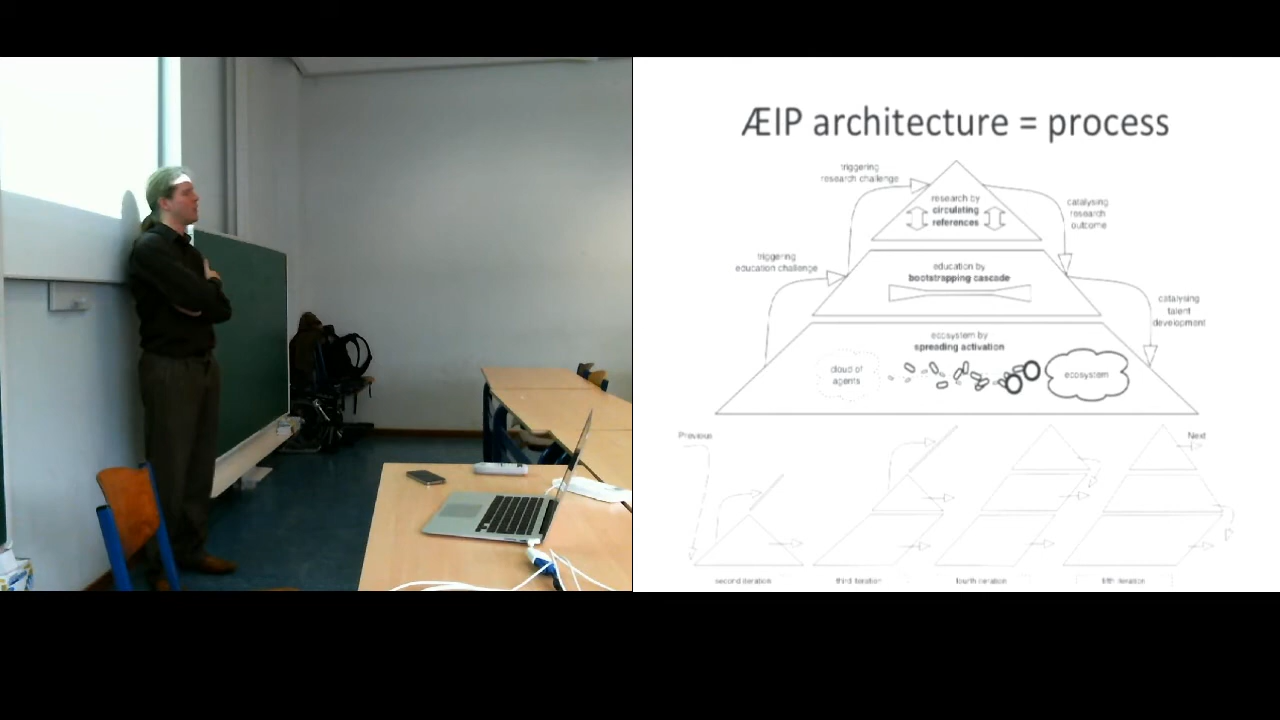 ÆIP architecture = process
triggering
research challenge
research by
circulating
references
catalysing
research
outcome
triggering
education challenge
education by
bootstrapping cascade
catalysing
talent
development
ecosystem by
spreading activation
cloud of
agents
ecosystem
Previous
Next
second iteration
third iteration
fourth iteration
fifth iteration